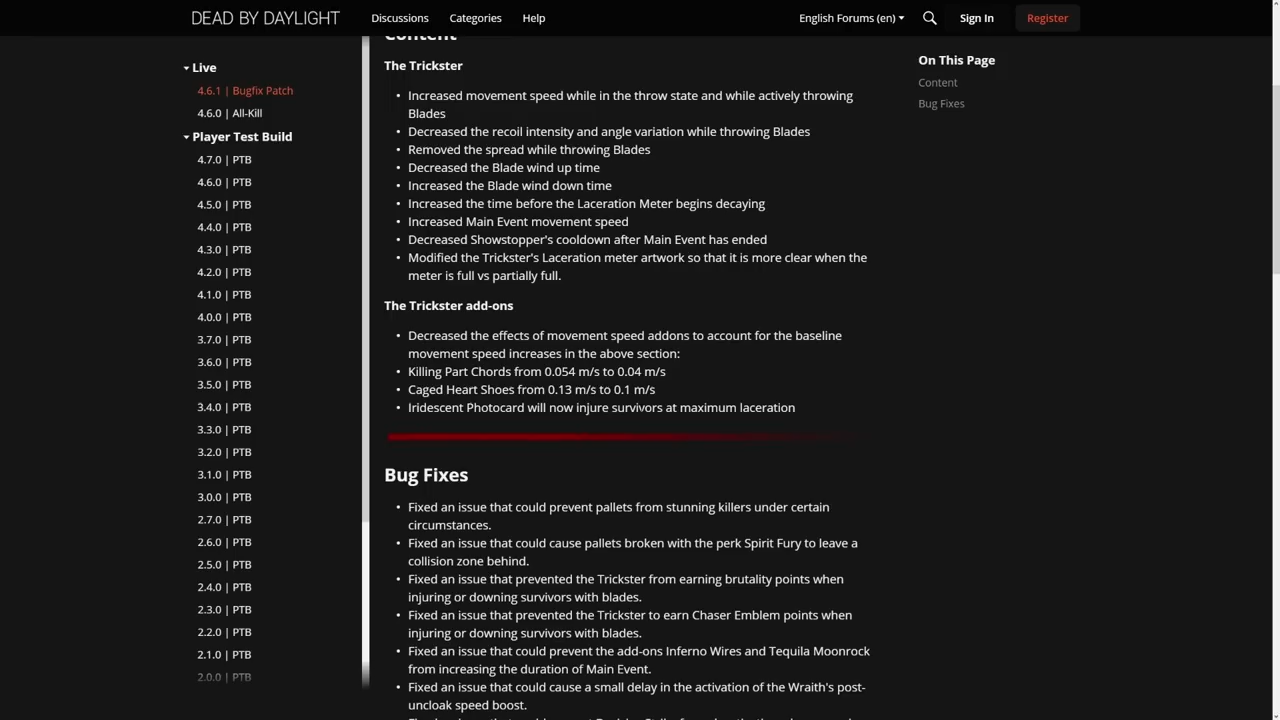 DEAD BY DAYLIGHT
Discussions
Categories
Help
English Forums (en)
Sign In
Register
Live
4.6.1 | Bugfix Patch
4.6.0 | All-Kill
Player Test Build
4.7.0 | PTB
4.6.0 | PTB
4.5.0 | PTB
4.4.0 | PTB
4.3.0 | PTB
4.2.0 | PTB
4.1.0 | PTB
4.0.0 | PTB
3.7.0 | PTB
3.6.0 | PTB
3.5.0 | PTB
3.4.0 | PTB
3.3.0 | PTB
3.2.0 | PTB
3.1.0 | PTB
3.0.0 | PTB
2.7.0 | PTB
2.6.0 | PTB
2.5.0 | PTB
2.4.0 | PTB
2.3.0 | PTB
2.2.0 | PTB
2.1.0 | PTB
2.0.0 | PTB
Content
The Trickster
• Increased movement speed while in the throw state and while actively throwing
Blades
• Decreased the recoil intensity and angle variation while throwing Blades
• Removed the spread while throwing Blades
• Decreased the Blade wind up time
• Increased the Blade wind down time
• Increased the time before the Laceration Meter begins decaying
• Increased Main Event movement speed
• Decreased Showstopper's cooldown after Main Event has ended
• Modified the Trickster's Laceration meter artwork so that it is more clear when the
meter is full vs partially full.
The Trickster add-ons
• Decreased the effects of movement speed addons to account for the baseline
movement speed increases in the above section:
• Killing Part Chords from 0.054 m/s to 0.04 m/s
• Caged Heart Shoes from 0.13 m/s to 0.1 m/s
• Iridescent Photocard will now injure survivors at maximum laceration
Bug Fixes
• Fixed an issue that could prevent pallets from stunning killers under certain
circumstances.
• Fixed an issue that could cause pallets broken with the perk Spirit Fury to leave a
collision zone behind.
• Fixed an issue that prevented the Trickster from earning brutality points when
injuring or downing survivors with blades.
• Fixed an issue that prevented the Trickster to earn Chaser Emblem points when
injuring or downing survivors with blades.
• Fixed an issue that could prevent the add-ons Inferno Wires and Tequila Moonrock
from increasing the duration of Main Event.
• Fixed an issue that could cause a small delay in the activation of the Wraith's post-
uncloak speed boost.
On This Page
Content
Bug Fixes